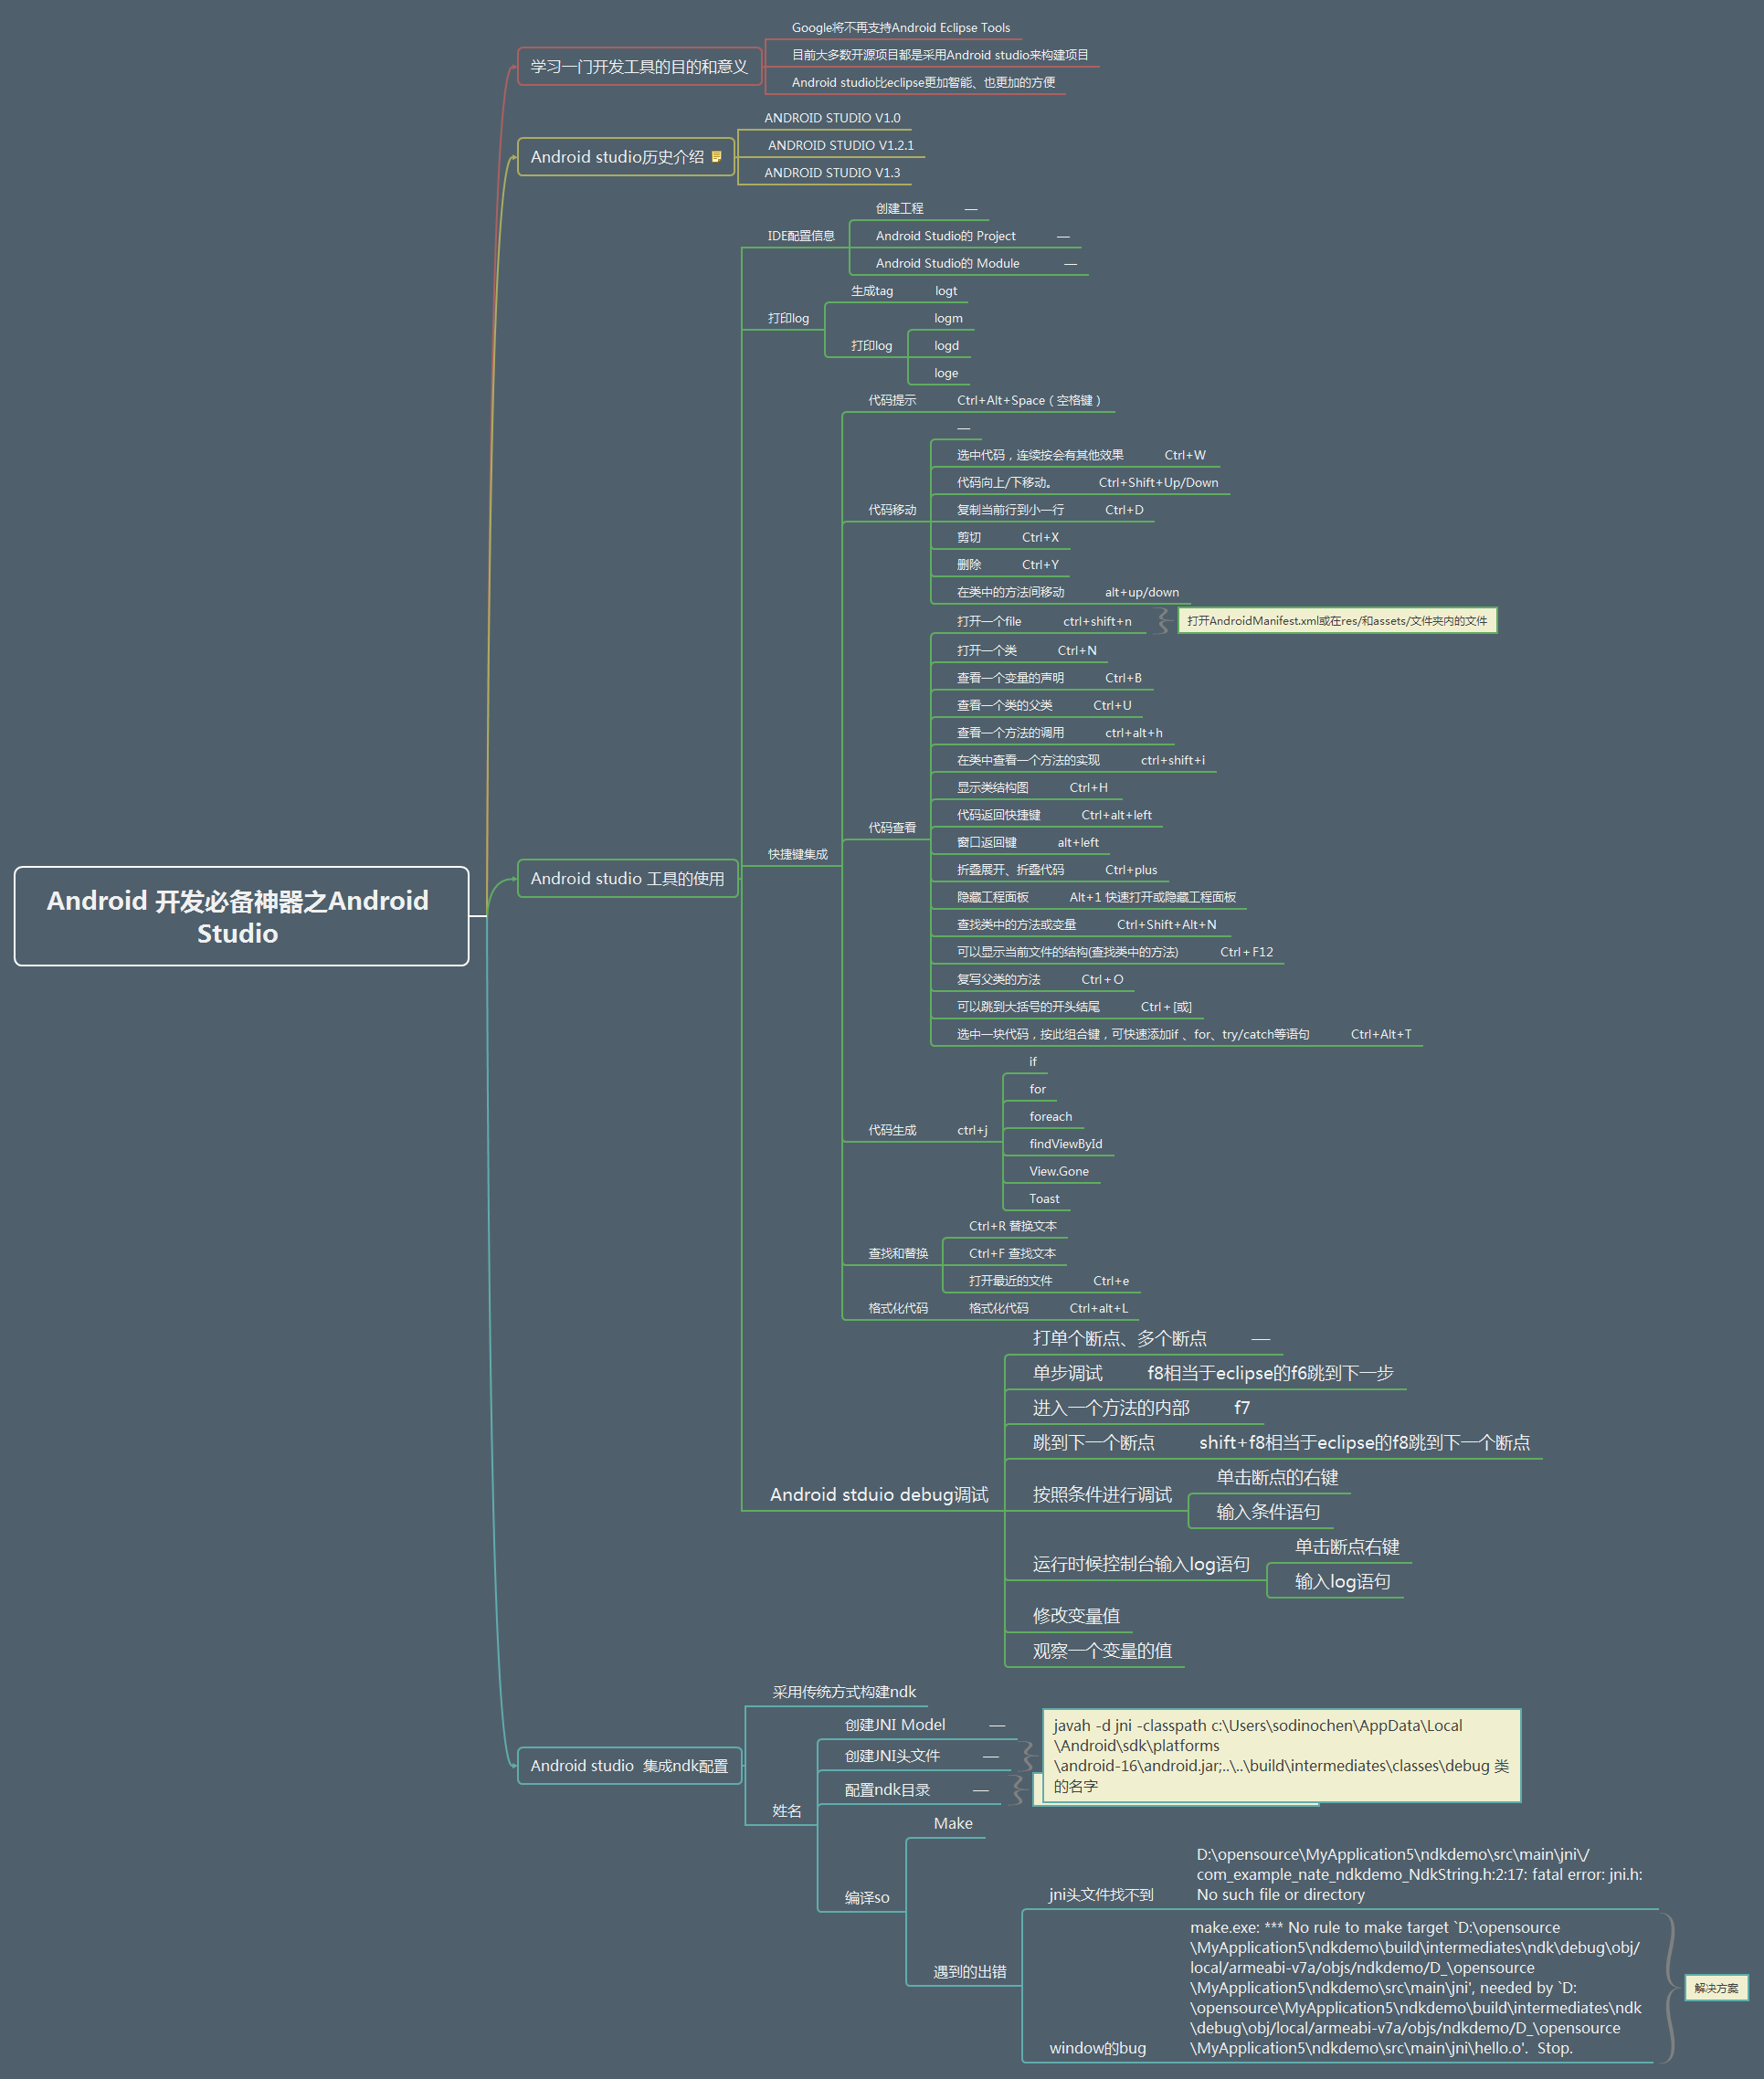 Android 开发必备神器之Android
Studio
学习一门开发工具的目的和意义
Google将不再支持Android Eclipse Tools
目前大多数开源项目都是采用Android studio来构建项目
Android studio比eclipse更加智能、也更加的方便
Android studio历史介绍
ANDROID STUDIO V1.0
ANDROID STUDIO V1.2.1
ANDROID STUDIO V1.3
Android studio 工具的使用
IDE配置信息
创建工程 —
Android Studio的 Project —
Android Studio的 Module —
打印log
生成tag logt
打印log
logm
logd
loge
快捷键集成
代码提示 Ctrl+Alt+Space（空格键）
代码移动
—
选中代码，连续按会有其他效果 Ctrl+W
代码向上/下移动。 Ctrl+Shift+Up/Down
复制当前行到小一行 Ctrl+D
剪切 Ctrl+X
删除 Ctrl+Y
在类中的方法间移动 alt+up/down
代码查看
打开一个file ctrl+shift+n
打开AndroidManifest.xml或在res/和assets/文件夹内的文件
打开一个类 Ctrl+N
查看一个变量的声明 Ctrl+B
查看一个类的父类 Ctrl+U
查看一个方法的调用 ctrl+alt+h
在类中查看一个方法的实现 ctrl+shift+i
显示类结构图 Ctrl+H
代码返回快捷键 Ctrl+alt+left
窗口返回键 alt+left
折叠展开、折叠代码 Ctrl+plus
隐藏工程面板 Alt+1 快速打开或隐藏工程面板
查找类中的方法或变量 Ctrl+Shift+Alt+N
可以显示当前文件的结构(查找类中的方法) Ctrl＋F12
复写父类的方法 Ctrl＋O
可以跳到大括号的开头结尾 Ctrl＋[或]
选中一块代码，按此组合键，可快速添加if 、for、try/catch等语句 Ctrl+Alt+T
代码生成 ctrl+j
if
for
foreach
findViewById
View.Gone
Toast
查找和替换
Ctrl+R 替换文本
Ctrl+F 查找文本
打开最近的文件 Ctrl+e
格式化代码 格式化代码 Ctrl+alt+L
Android stduio debug调试
打单个断点、多个断点 —
单步调试 f8相当于eclipse的f6跳到下一步
进入一个方法的内部 f7
跳到下一个断点 shift+f8相当于eclipse的f8跳到下一个断点
按照条件进行调试
单击断点的右键
输入条件语句
运行时候控制台输入log语句
单击断点右键
输入log语句
修改变量值
观察一个变量的值
Android studio  集成ndk配置
采用传统方式构建ndk
姓名
创建JNI Model —
创建JNI头文件 —
javah -d jni -classpath c:\Users\sodinochen\AppData\Local
\Android\sdk\platforms
\android-16\android.jar;..\..\build\intermediates\classes\debug 类
的名字
配置ndk目录 —
编译so
Make
遇到的出错
jni头文件找不到
D:\opensource\MyApplication5\ndkdemo\src\main\jni\/
com_example_nate_ndkdemo_NdkString.h:2:17: fatal error: jni.h:
No such file or directory
window的bug
make.exe: *** No rule to make target `D:\opensource
\MyApplication5\ndkdemo\build\intermediates\ndk\debug\obj/
local/armeabi-v7a/objs/ndkdemo/D_\opensource
\MyApplication5\ndkdemo\src\main\jni', needed by `D:
\opensource\MyApplication5\ndkdemo\build\intermediates\ndk
\debug\obj/local/armeabi-v7a/objs/ndkdemo/D_\opensource
\MyApplication5\ndkdemo\src\main\jni\hello.o'.  Stop.
解决方案